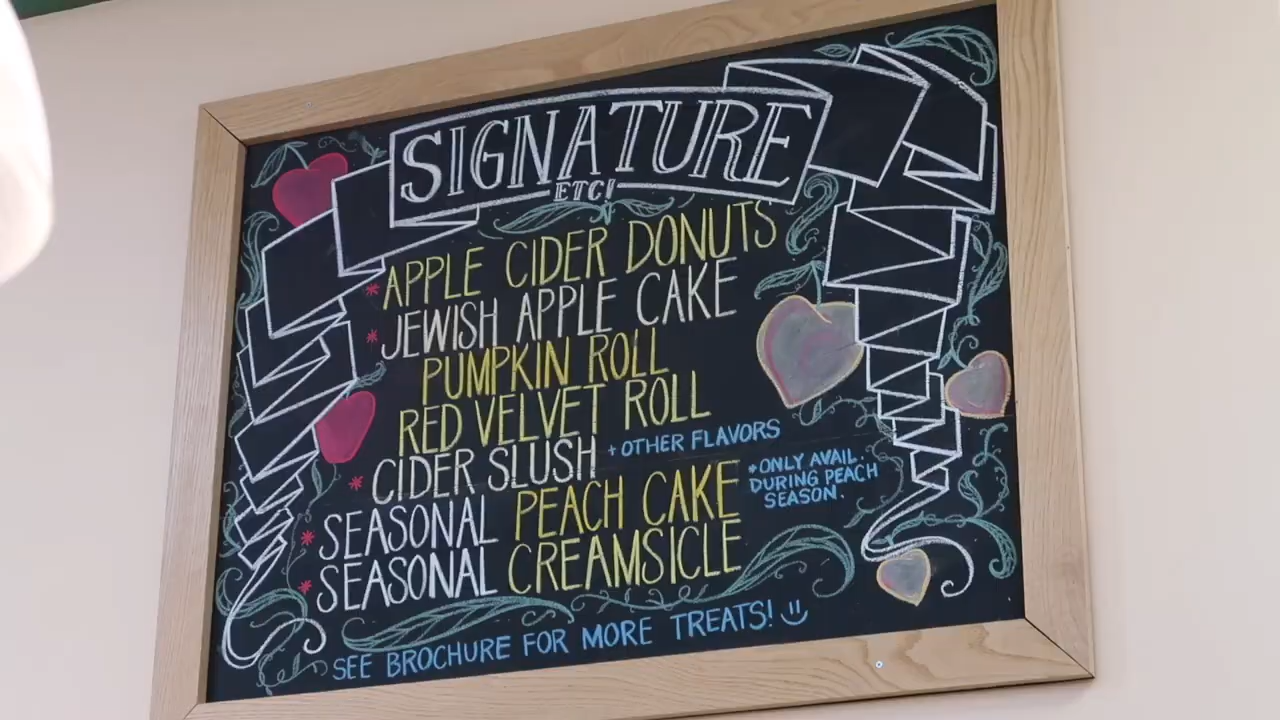 SIGNATURE
ETC!
* APPLE CIDER DONUTS
* JEWISH APPLE CAKE
PUMPKIN ROLL
RED VELVET ROLL
* CIDER SLUSH + OTHER FLAVORS
* SEASONAL PEACH CAKE *ONLY AVAIL. DURING PEACH SEASON.
* SEASONAL CREAMSICLE
SEE BROCHURE FOR MORE TREATS! :)